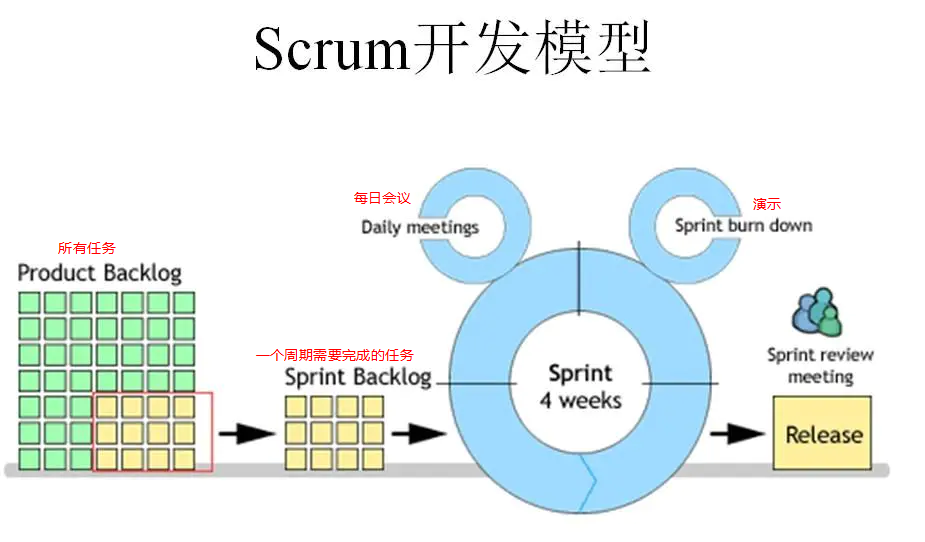 Scrum开发模型
每日会议
Daily meetings
演示
Sprint burn down
所有任务
Product Backlog
一个周期需要完成的任务
Sprint Backlog
Sprint
4 weeks
Sprint review
meeting
Release